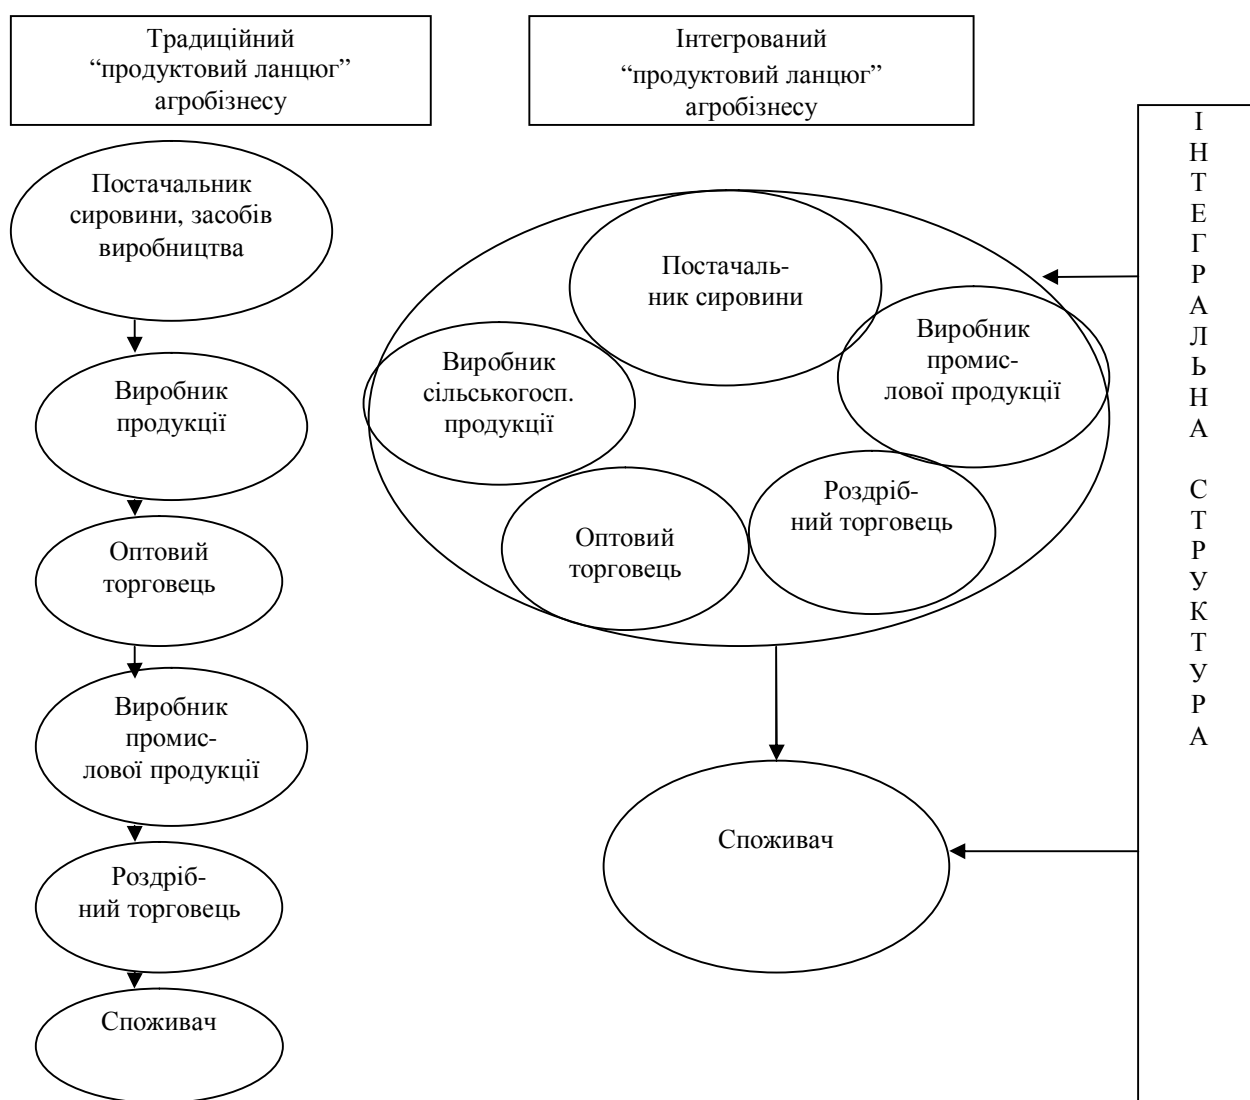 Традиційний
“продуктовий ланцюг”
агробізнесу
Інтегрований
“продуктовий ланцюг”
агробізнесу
Постачальник
сировини, засобів
виробництва
Виробник
продукції
Оптовий
торговець
Виробник
промис-
лової продукції
Роздріб-
ний торговець
Споживач
Постачаль-
ник сировини
Виробник
сільськогосп.
продукції
Виробник
промис-
лової продукції
Оптовий
торговець
Роздріб-
ний торговець
Споживач
ІНТЕГРАЛЬНА СТРУКТУРА